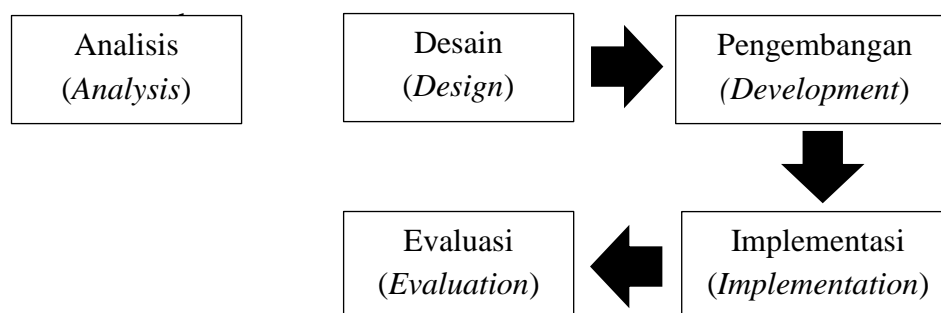 Analisis
(Analysis)
Desain
(Design)
Pengembangan
(Development)
Evaluasi
(Evaluation)
Implementasi
(Implementation)